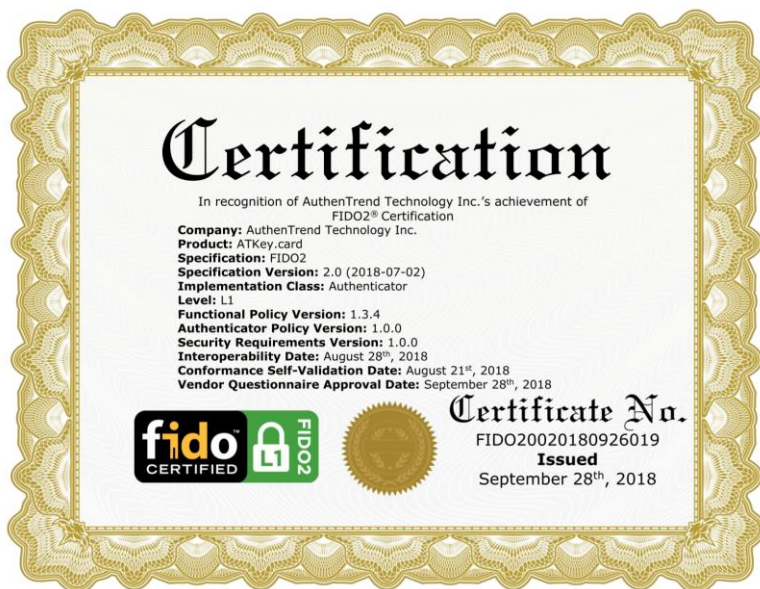 Certification
In recognition of AuthenTrend Technology Inc.'s achievement of
FIDO2® Certification
Company: AuthenTrend Technology Inc.
Product: ATKey.card
Specification: FIDO2
Specification Version: 2.0 (2018-07-02)
Implementation Class: Authenticator
Level: L1
Functional Policy Version: 1.3.4
Authenticator Policy Version: 1.0.0
Security Requirements Version: 1.0.0
Interoperability Date: August 28th, 2018
Conformance Self-Validation Date: August 21st, 2018
Vendor Questionnaire Approval Date: September 28th, 2018
fido™
CERTIFIED
L1
FIDO2
Certificate No.
FIDO20020180926019
Issued
September 28th, 2018